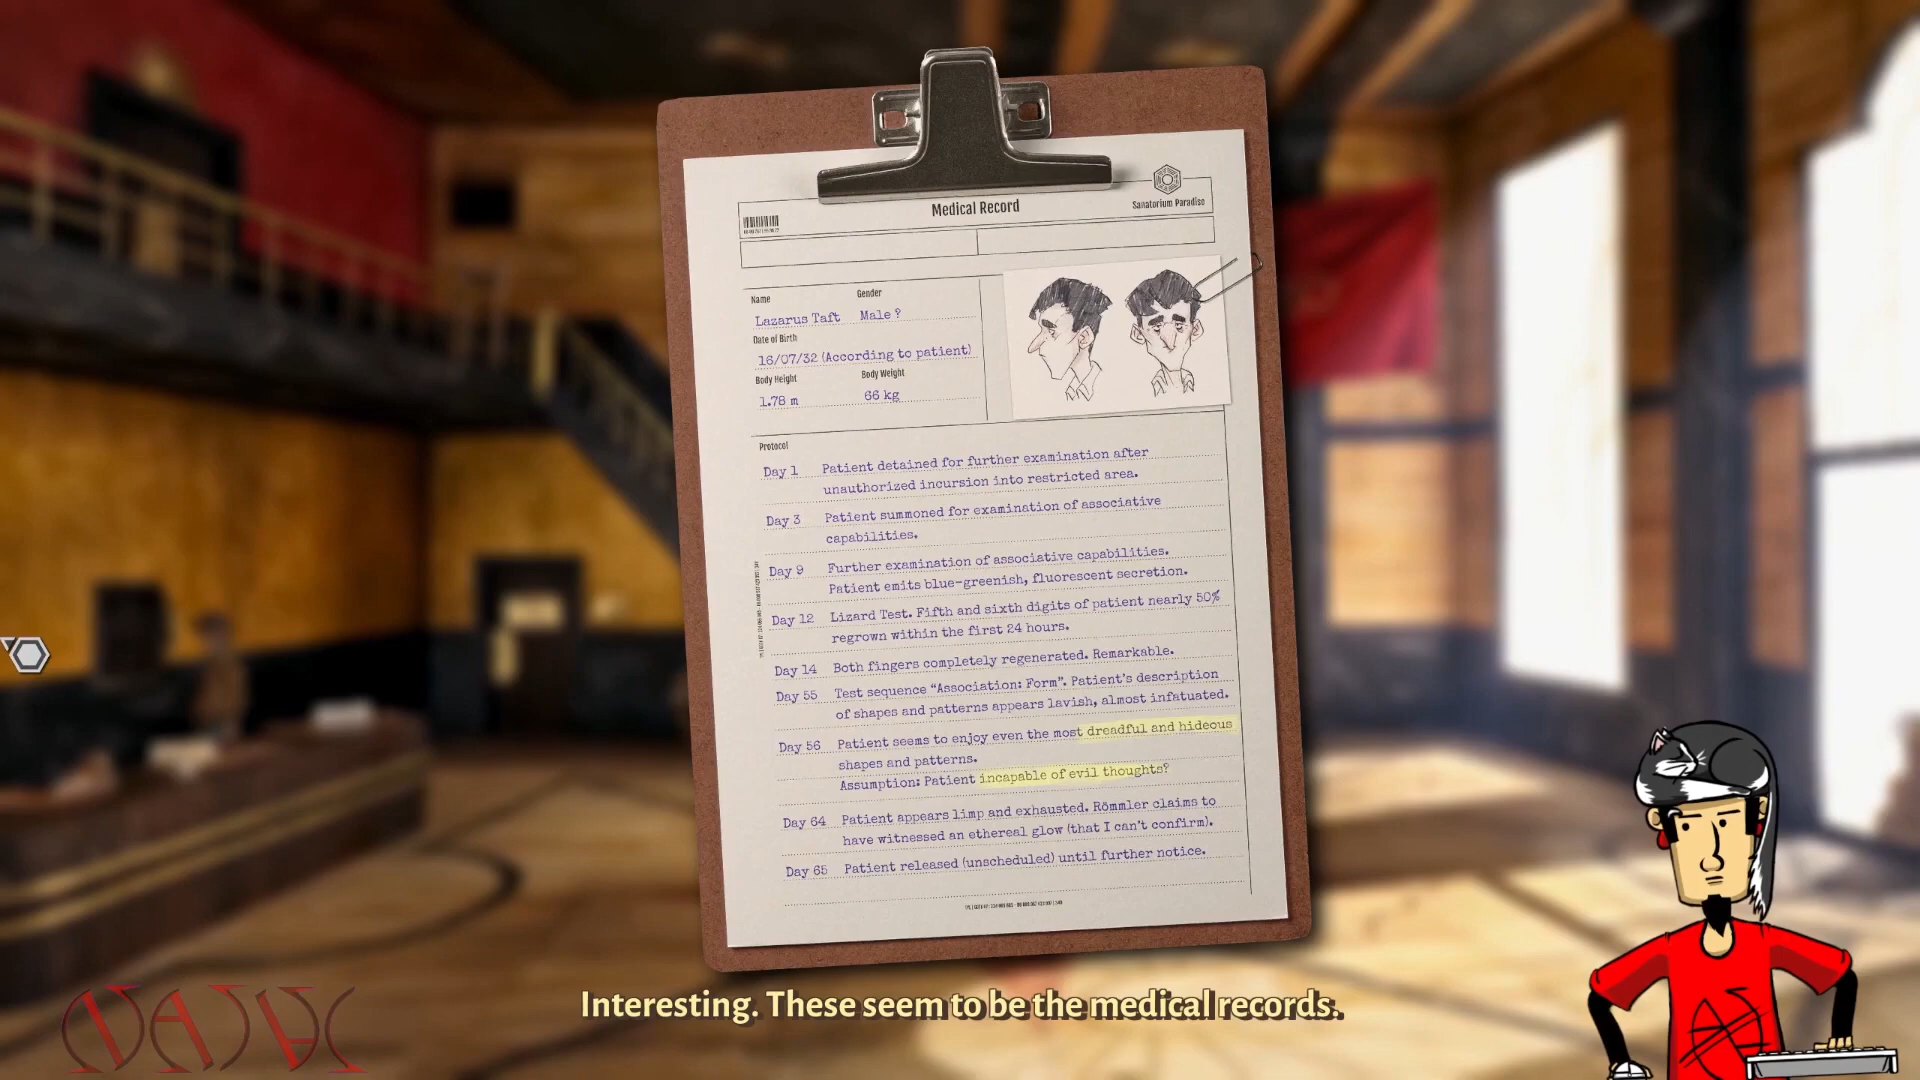 Medical Record
Sanatorium Paradiso
Name
Gender
Lazarus Taft
Male ?
Date of Birth
16/07/32 (According to patient)
Body Height
Body Weight
1.78 m
66 kg
Protocol
Day 1 Patient detained for further examination after
unauthorized incursion into restricted area.
Day 3 Patient summoned for examination of associative
capabilities.
Day 9 Further examination of associative capabilities.
Patient emits blue-greenish, fluorescent secretion.
Day 12 Lizard Test. Fifth and sixth digits of patient nearly 50%
regrown within the first 24 hours.
Day 14 Both fingers completely regenerated. Remarkable.
Day 55 Test sequence "Association: Form". Patient's description
of shapes and patterns appears lavish, almost infatuated.
Day 56 Patient seems to enjoy even the most dreadful and hideous
shapes and patterns.
Assumption: Patient incapable of evil thoughts?
Day 64 Patient appears limp and exhausted. Römmler claims to
have witnessed an ethereal glow (that I can't confirm).
Day 65 Patient released (unscheduled) until further notice.
Interesting. These seem to be the medical records.